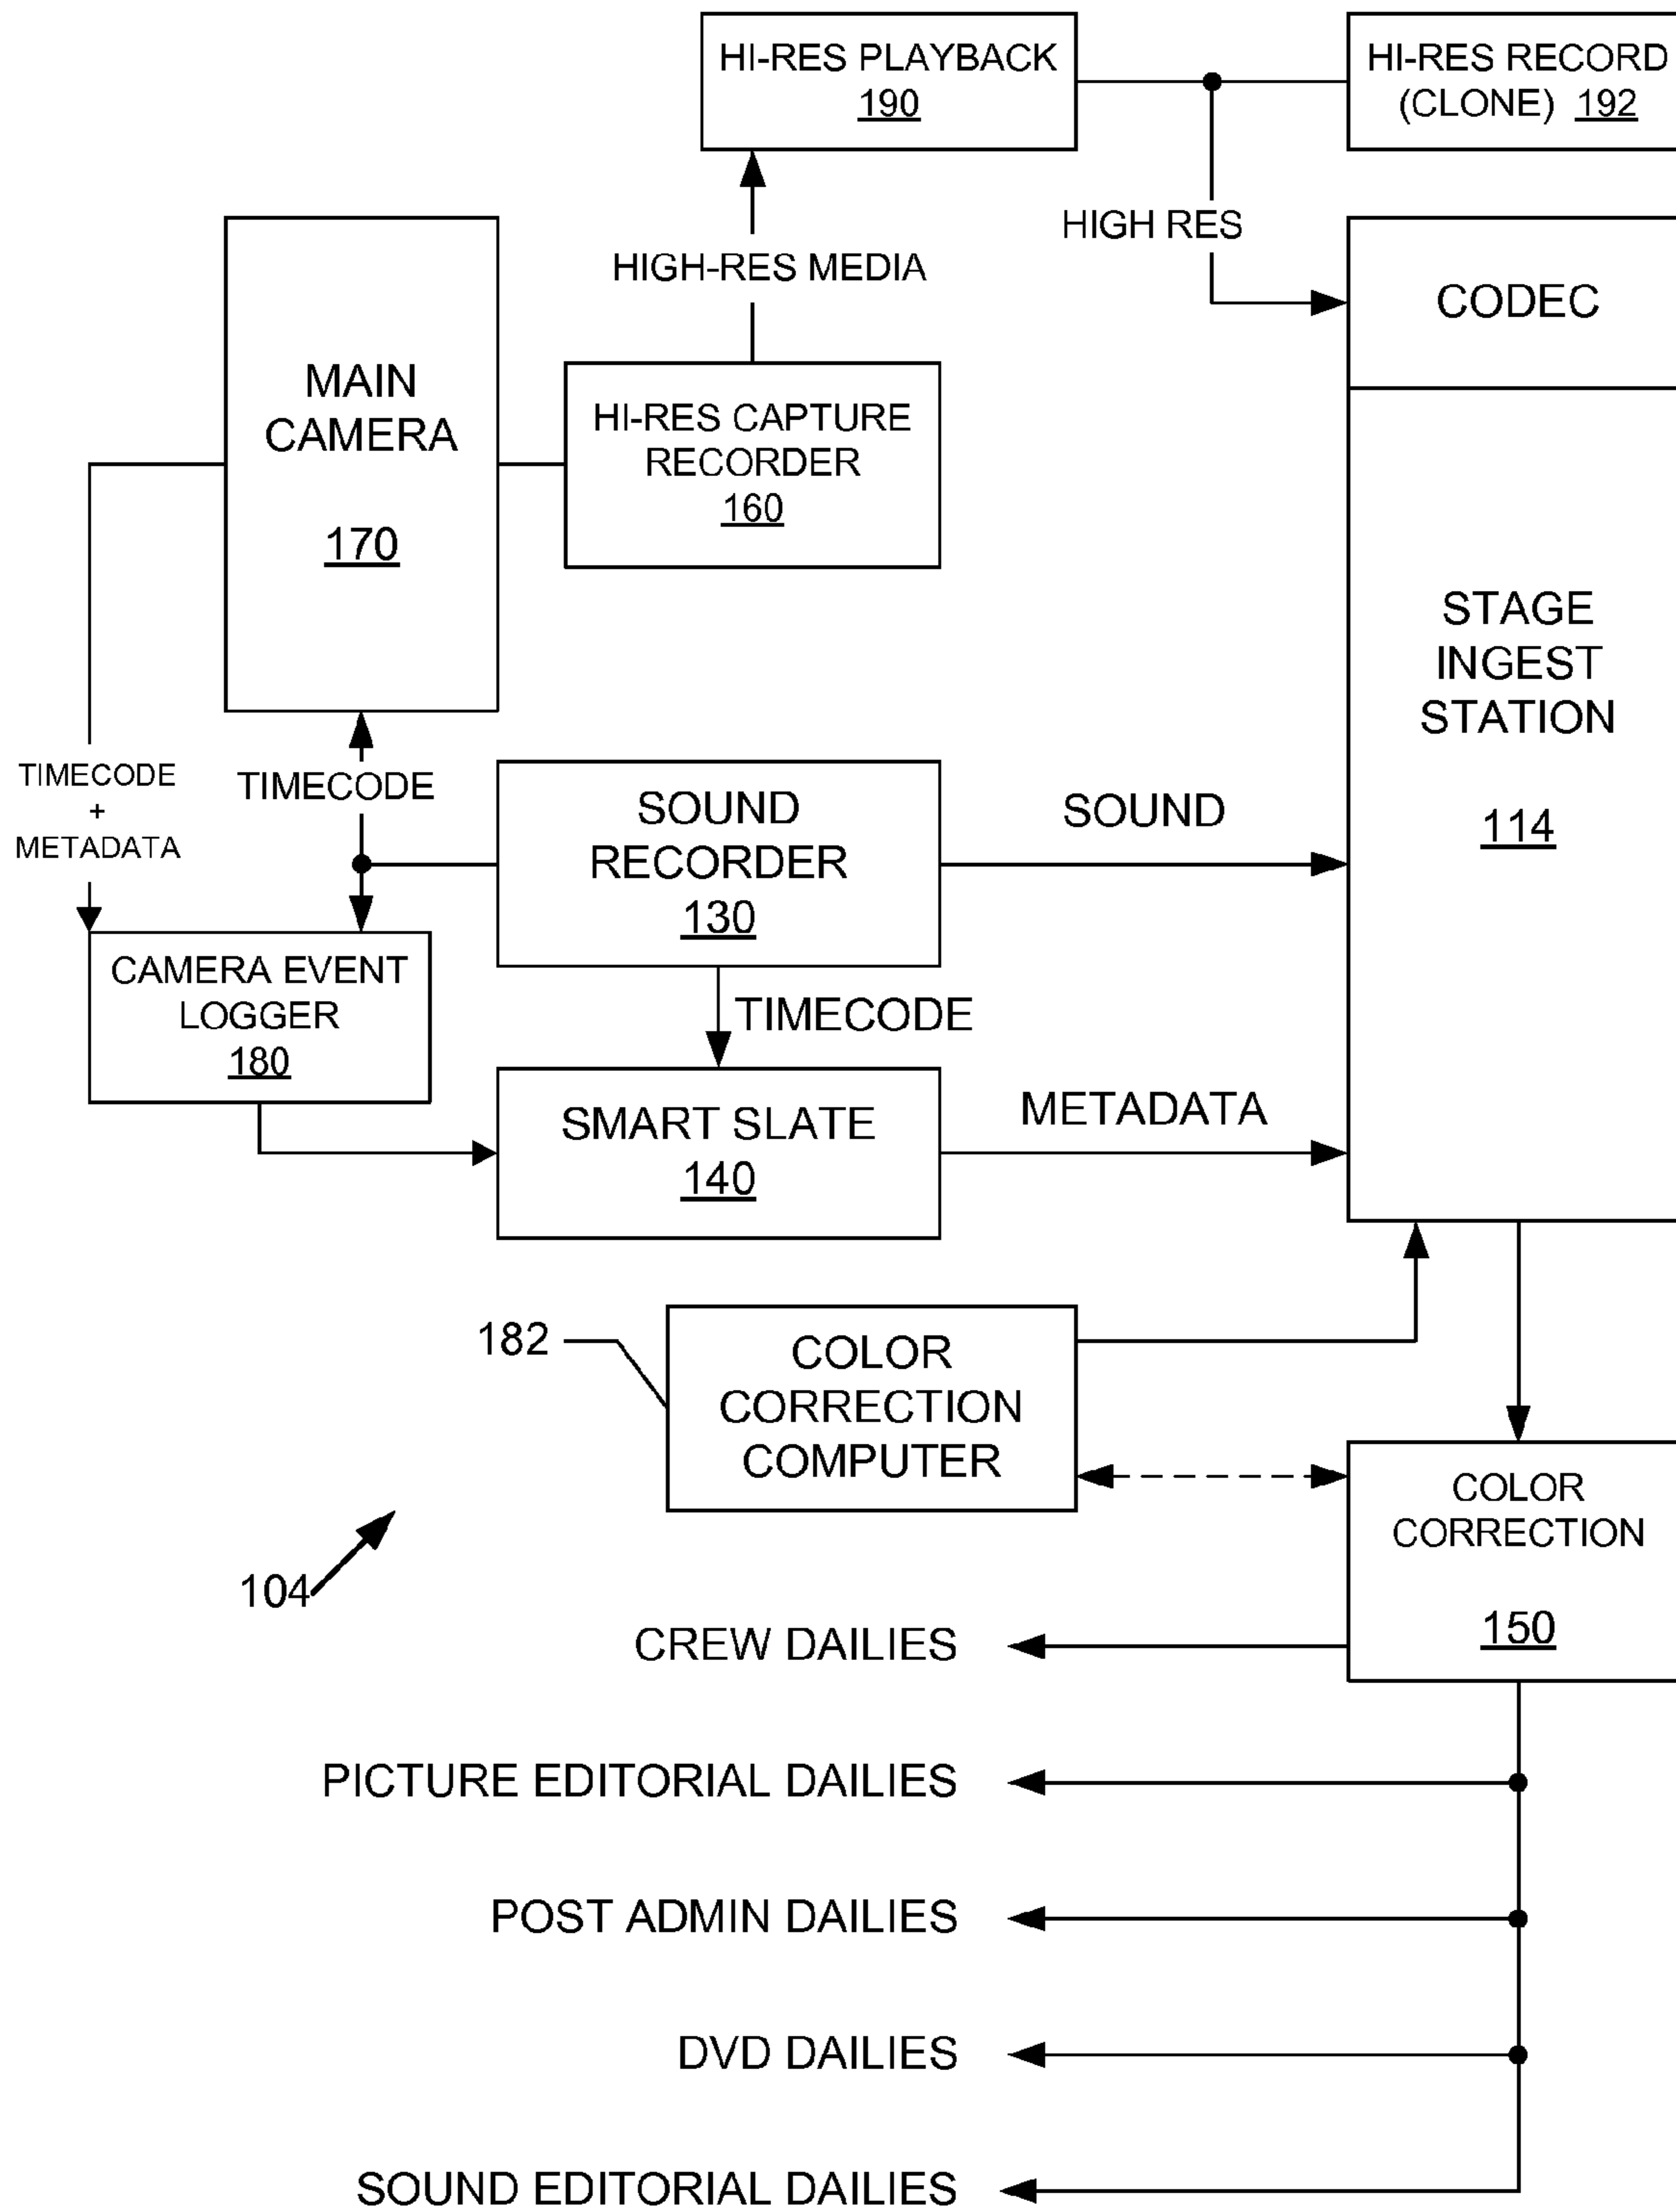 HI-RES PLAYBACK
190
HI-RES RECORD
(CLONE) 192
HIGH RES
HIGH-RES MEDIA
CODEC
MAIN
CAMERA
170
HI-RES CAPTURE
RECORDER
160
STAGE
INGEST
STATION
114
TIMECODE
+
METADATA
TIMECODE
SOUND
RECORDER
130
SOUND
CAMERA EVENT
LOGGER
180
TIMECODE
SMART SLATE
140
METADATA
182
COLOR
CORRECTION
COMPUTER
COLOR
CORRECTION
150
104
CREW DAILIES
PICTURE EDITORIAL DAILIES
POST ADMIN DAILIES
DVD DAILIES
SOUND EDITORIAL DAILIES